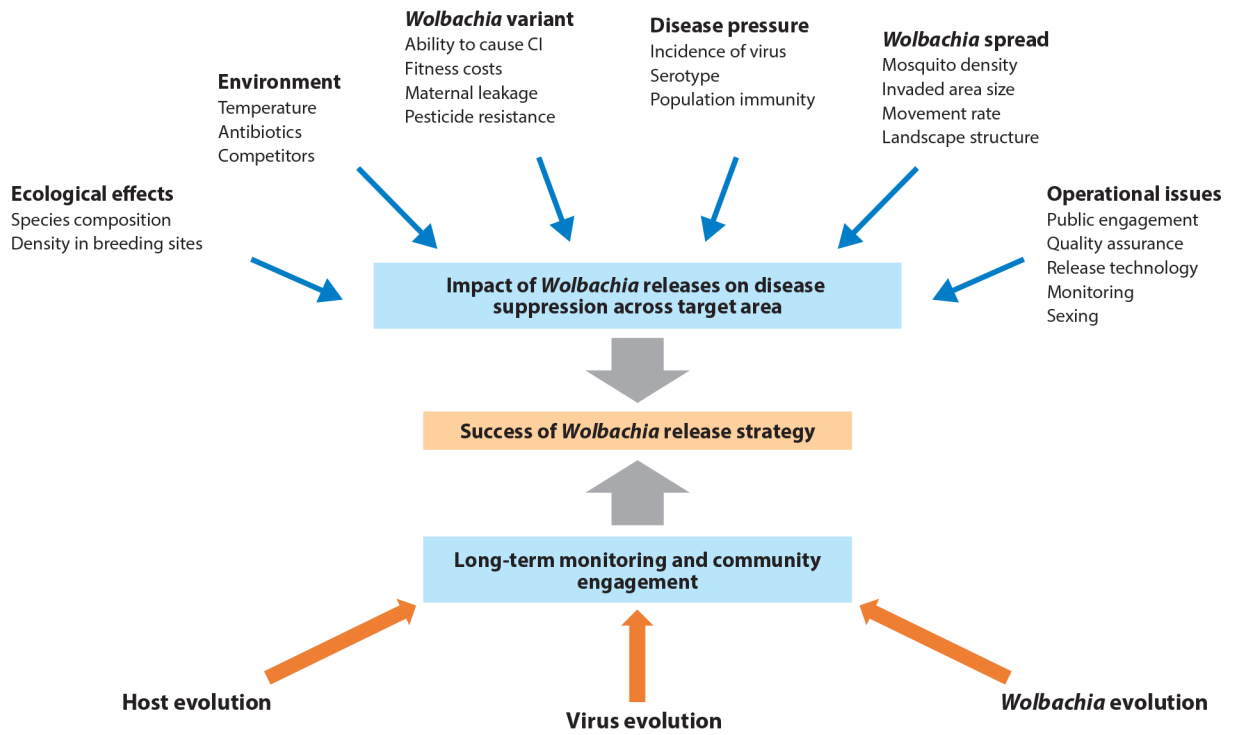 Wolbachia variant
Ability to cause CI
Fitness costs
Maternal leakage
Pesticide resistance
Disease pressure
Incidence of virus
Serotype
Population immunity
Wolbachia spread
Mosquito density
Invaded area size
Movement rate
Landscape structure
Environment
Temperature
Antibiotics
Competitors
Ecological effects
Species composition
Density in breeding sites
Operational issues
Public engagement
Quality assurance
Release technology
Monitoring
Sexing
Impact of Wolbachia releases on disease
suppression across target area
Success of Wolbachia release strategy
Long-term monitoring and community
engagement
Host evolution
Virus evolution
Wolbachia evolution